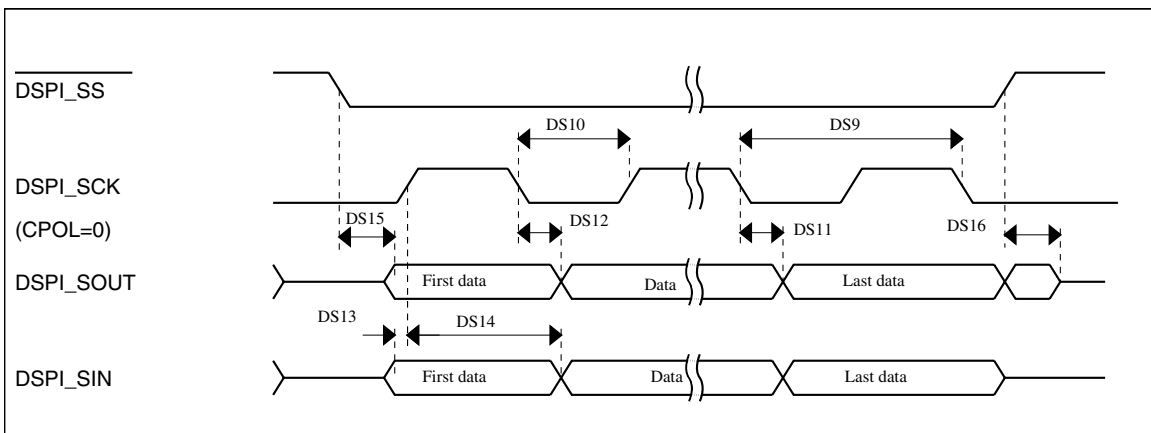 DSPI_SS
DS10
DS9
DSPI_SCK
(CPOL=0)
DS15
DS12
DS11
DS16
DSPI_SOUT
First data
Data
Last data
DS13
DS14
DSPI_SIN
First data
Data
Last data